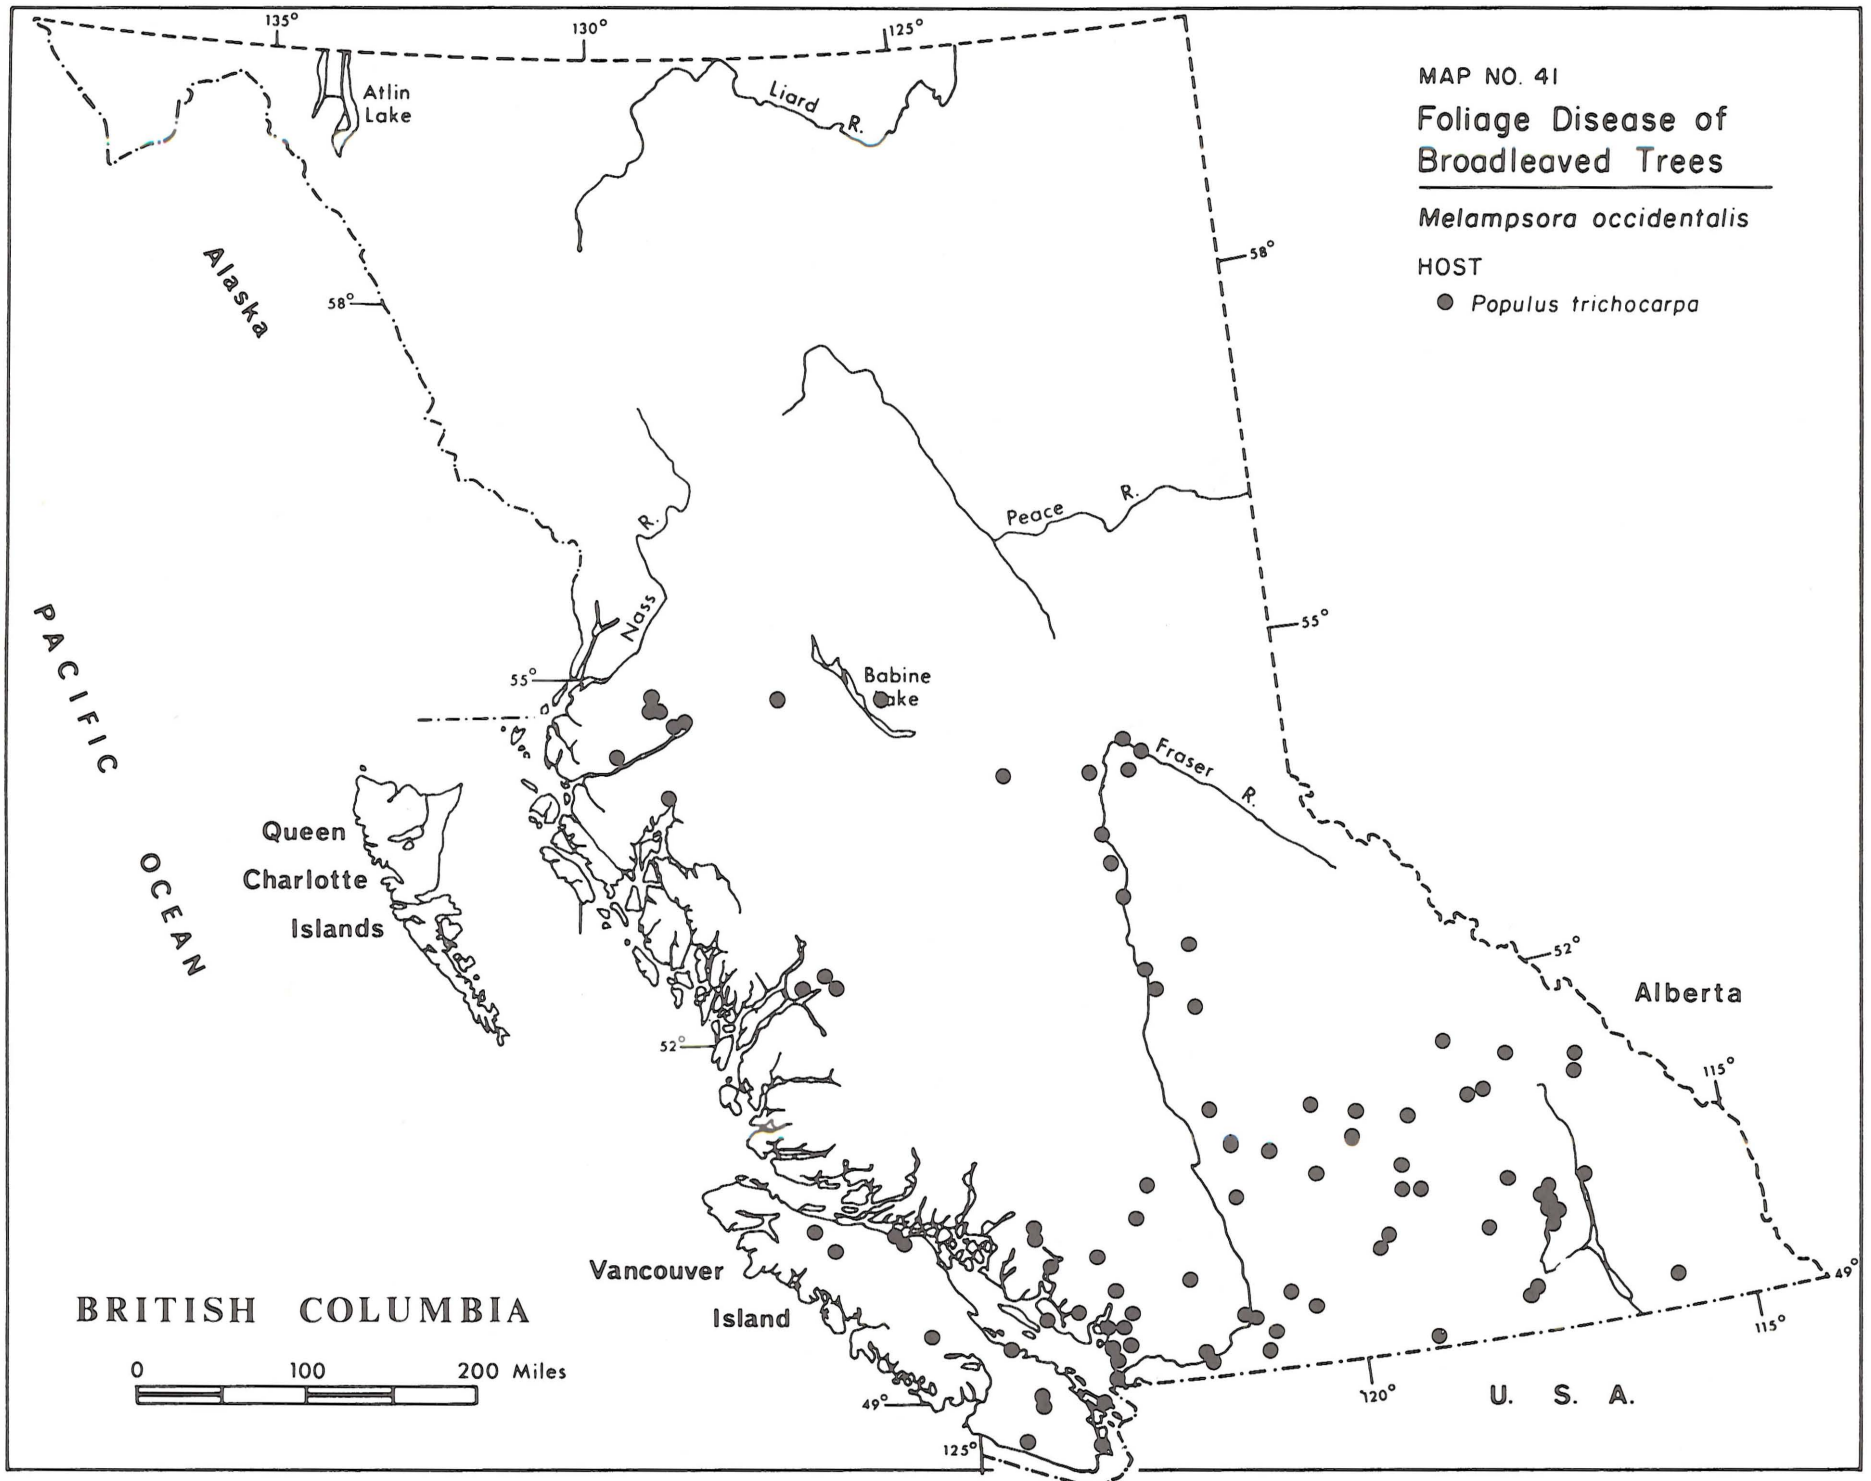 135°
130°
125°
Atlin
Lake
Liard
R.
MAP NO. 41
Foliage Disease of
Broadleaved Trees
Melampsora occidentalis
HOST
Populus trichocarpa
58°
Alaska
58°
Peace
R.
R.
Nass
55°
55°
PACIFIC
OCEAN
Babine
Lake
Fraser
R.
Queen
Charlotte
Islands
52°
Alberta
52°
115°
Vancouver
Island
49°
BRITISH COLUMBIA
0 100 200 Miles
115°
120°
U. S. A.
49°
125°